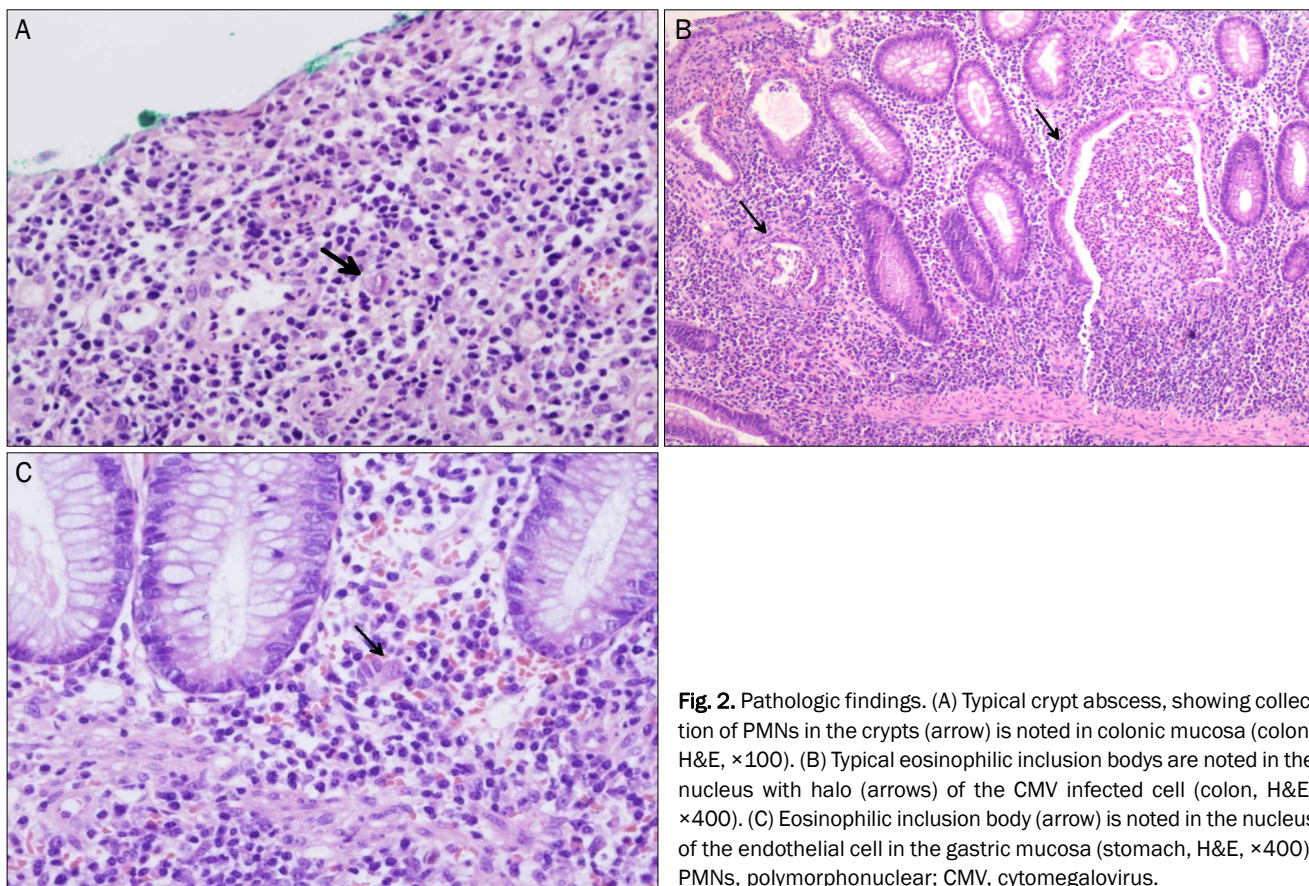 A
B
C
Fig. 2. Pathologic findings. (A) Typical crypt abscess, showing collec
tion of PMNs in the crypts (arrow) is noted in colonic mucosa (colon
H&E, ×100). (B) Typical eosinophilic inclusion bodys are noted in the
nucleus with halo (arrows) of the CMV infected cell (colon, H&E
×400). (C) Eosinophilic inclusion body (arrow) is noted in the nucleus
of the endothelial cell in the gastric mucosa (stomach, H&E, ×400)
PMNs, polymorphonuclear; CMV, cytomegalovirus.